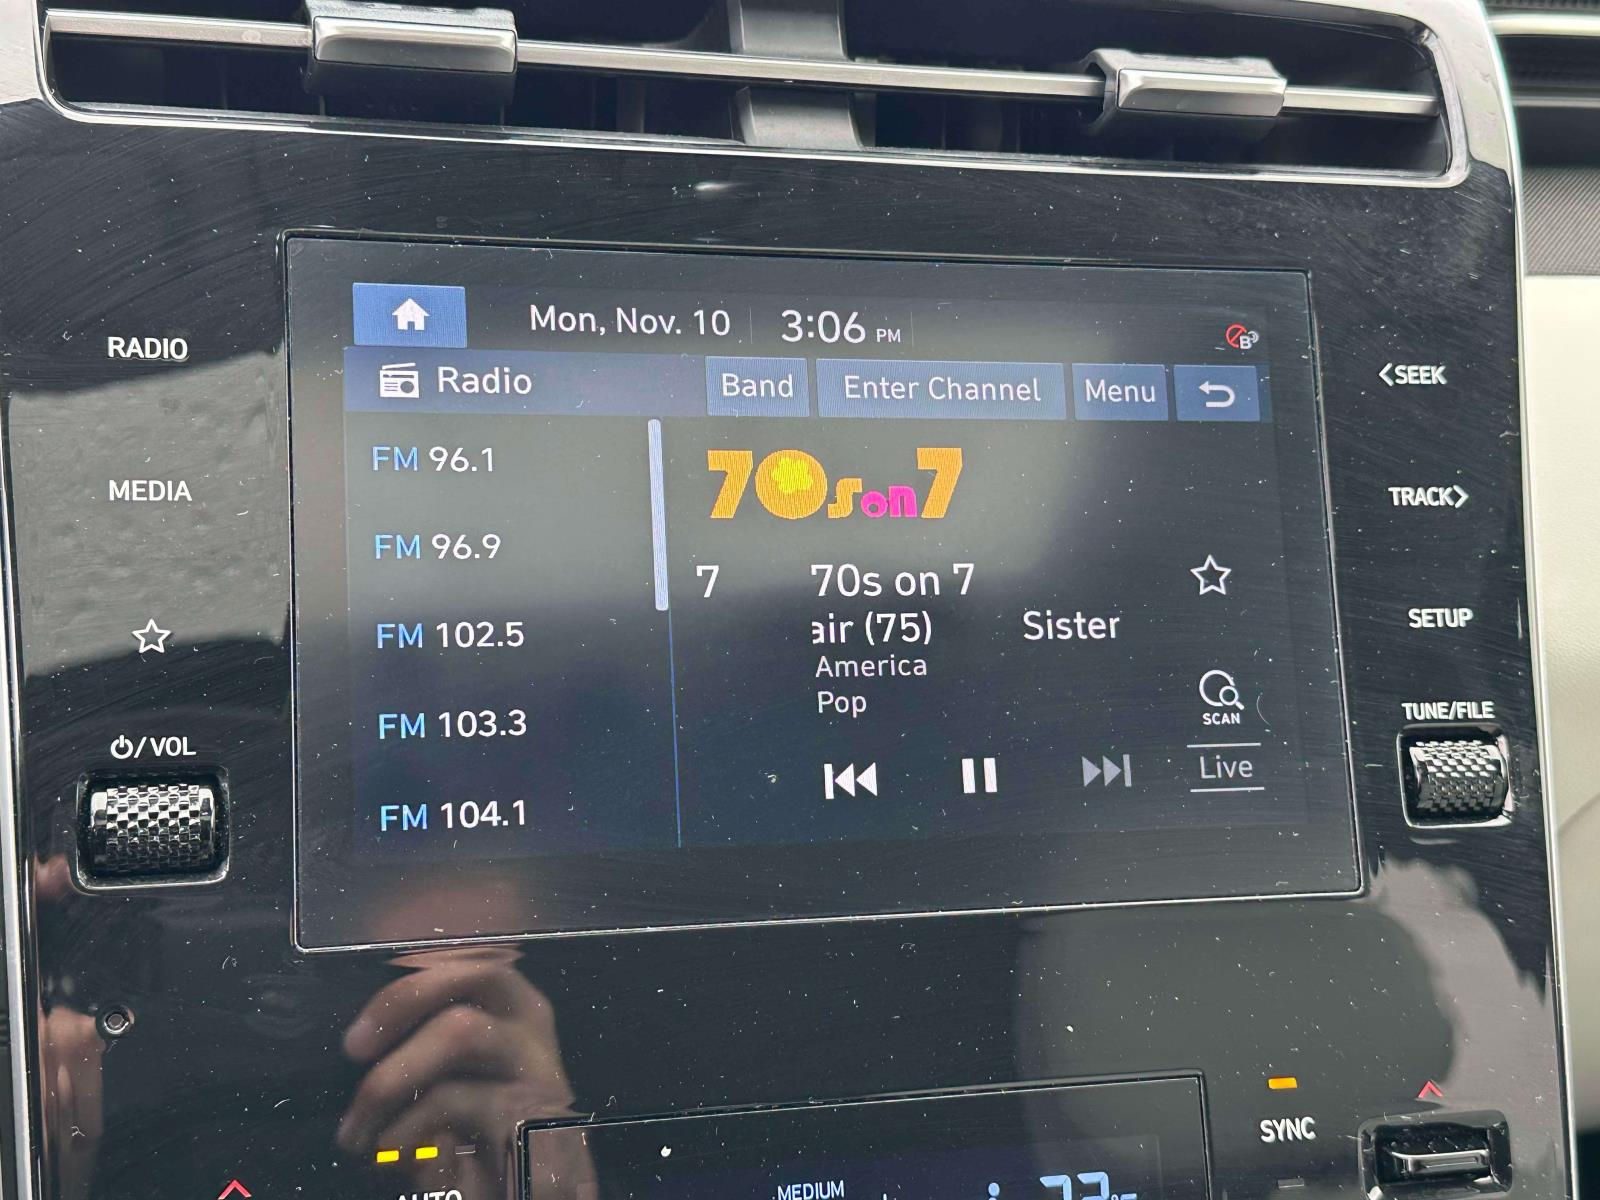 RADIO
MEDIA
/ VOL
Mon, Nov. 10 3:06 PM
B
Radio Band Enter Channel Menu
FM 96.1
FM 96.9
FM 102.5
FM 103.3
FM 104.1
70s on 7
7 70s on 7
air (75) Sister
America
Pop
SCAN
Live
<SEEK
TRACK>
SETUP
TUNE/FILE
AUTO
MEDIUM
SYNC